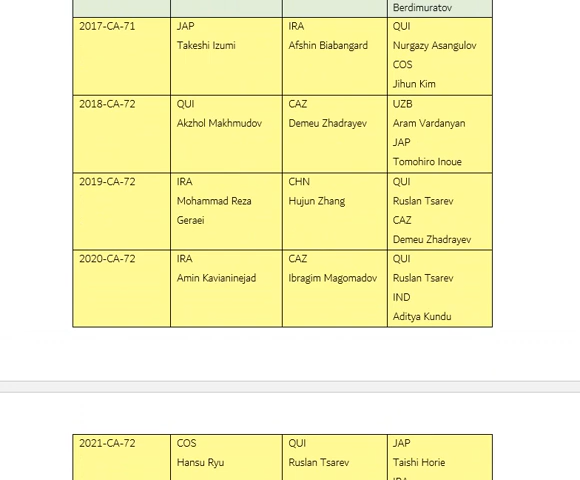 Berdimuratov
2017-CA-71
JAP
Takeshi Izumi
IRA
Afshin Biabangard
QUI
Nurgazy Asangulov
COS
Jihun Kim
2018-CA-72
QUI
Akzhol Makhmudov
CAZ
Demeu Zhadrayev
UZB
Aram Vardanyan
JAP
Tomohiro Inoue
2019-CA-72
IRA
Mohammad Reza
Geraei
CHN
Hujun Zhang
QUI
Ruslan Tsarev
CAZ
Demeu Zhadrayev
2020-CA-72
IRA
Amin Kavianinejad
CAZ
Ibragim Magomadov
QUI
Ruslan Tsarev
IND
Aditya Kundu
2021-CA-72
COS
Hansu Ryu
QUI
Ruslan Tsarev
JAP
Taishi Horie